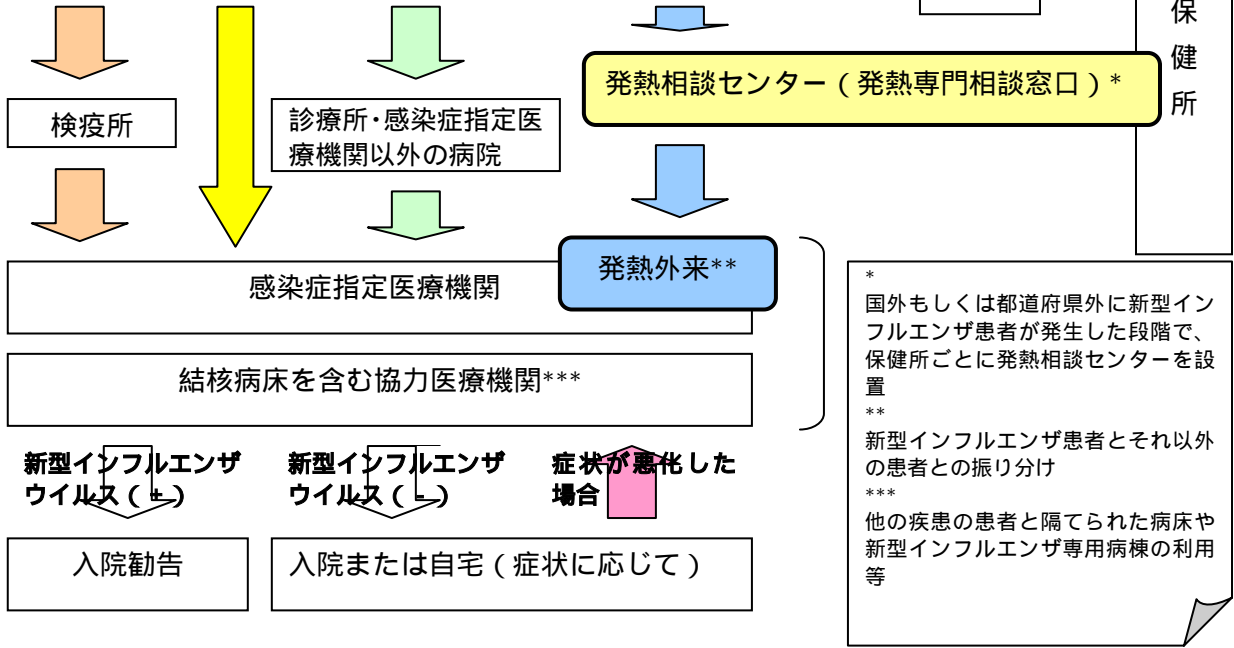 保
健
所
発熱相談センター（発熱専門相談窓口）*
検疫所
診療所・感染症指定医
療機関以外の病院
発熱外来**
感染症指定医療機関
結核病床を含む協力医療機関***
新型インフルエンザ
ウイルス（+）
新型インフルエンザ
ウイルス（-）
症状が悪化した
場合
入院勧告
入院または自宅（症状に応じて）
*
国外もしくは都道府県外に新型イン
フルエンザ患者が発生した段階で、
保健所ごとに発熱相談センターを設
置
**
新型インフルエンザ患者とそれ以外
の患者との振り分け
***
他の疾患の患者と隔てられた病床や
新型インフルエンザ専用病棟の利用
等